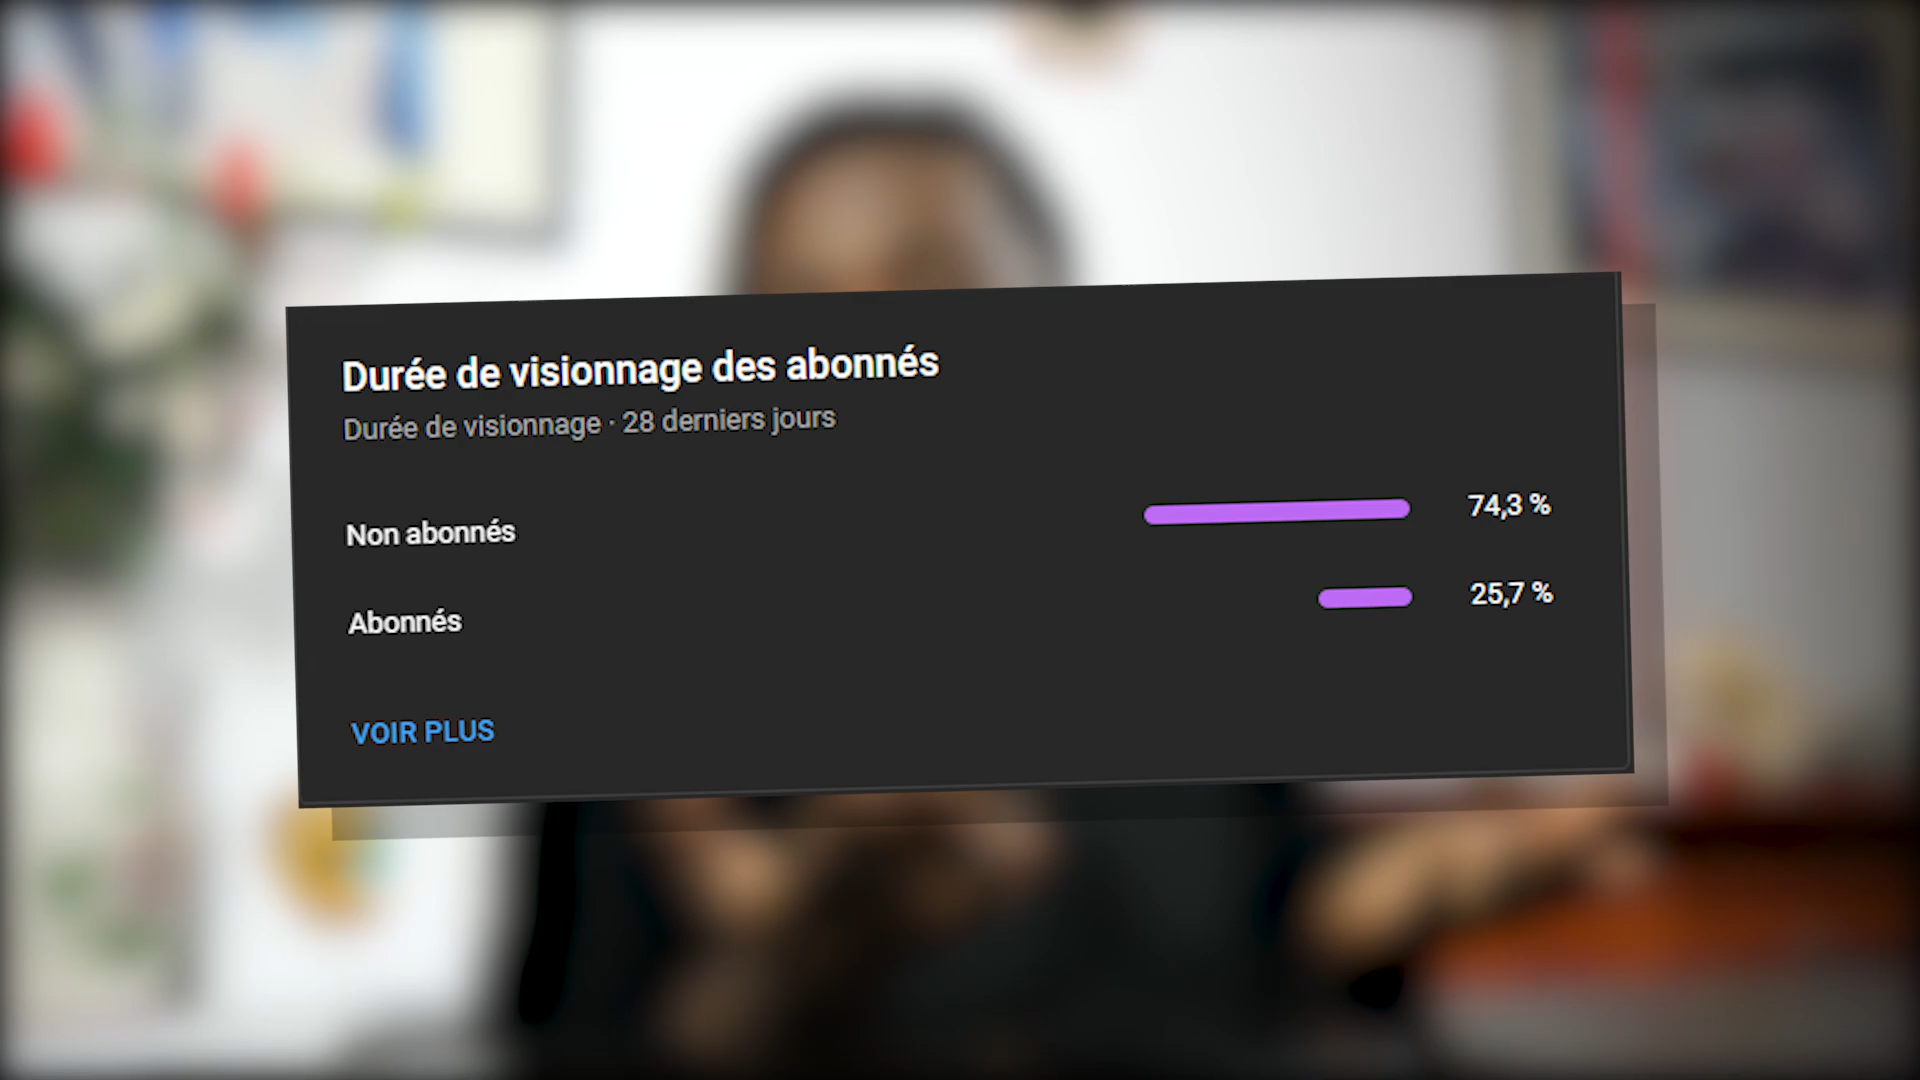 Durée de visionnage des abonnés
Durée de visionnage · 28 derniers jours
Non abonnés 74,3 %
Abonnés 25,7 %
VOIR PLUS